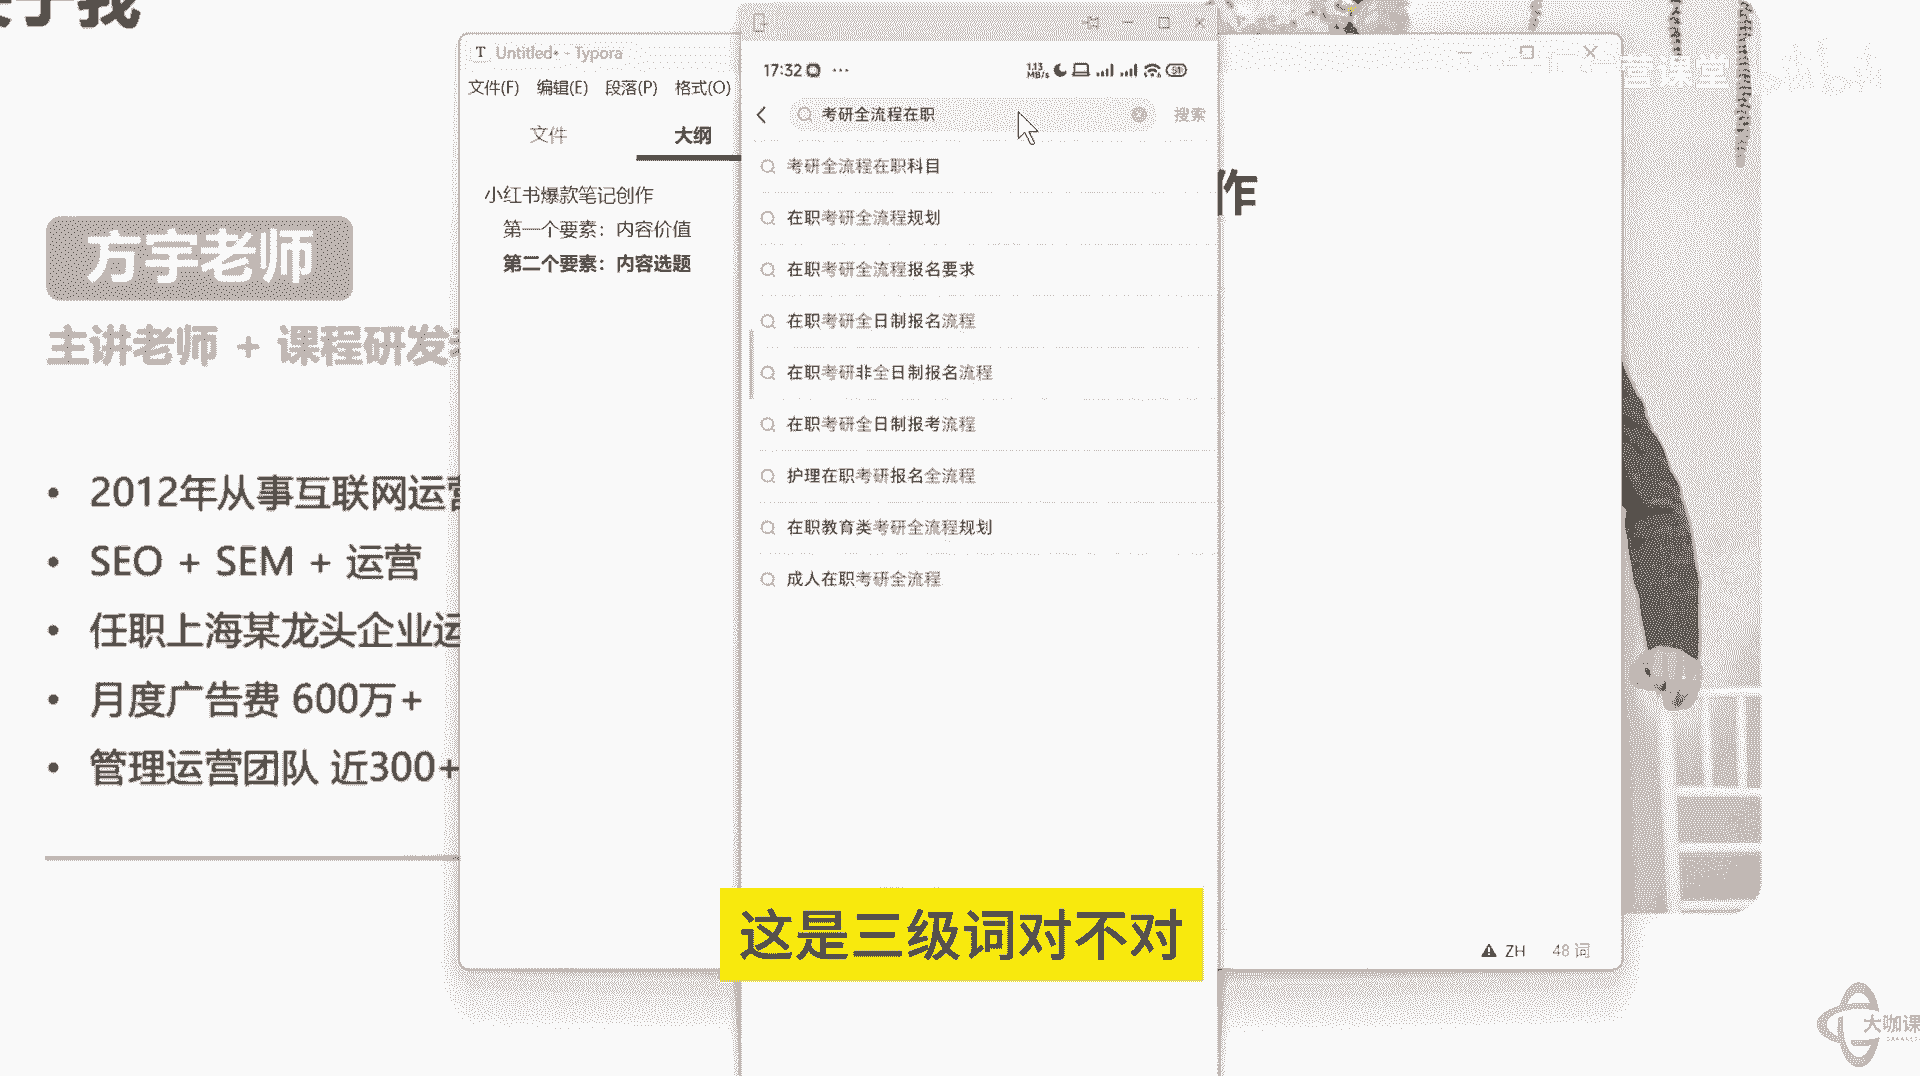 方宇老师
主讲老师 + 课程研发
• 2012年从事互联网运营
• SEO + SEM + 运营
• 任职上海某龙头企业运
• 月度广告费 600万+
• 管理运营团队 近300+
T Untitled• - Typora
文件(F) 编辑(E) 段落(P) 格式(O)
文件 大纲
小红书爆款笔记创作
第一个要素：内容价值
第二个要素：内容选题
17:32 ···
1.13 MB/s
考研全流程在职 搜索
考研全流程在职科目
在职考研全流程规划
在职考研全流程报名要求
在职考研全日制报名流程
在职考研非全日制报名流程
在职考研全日制报考流程
护理在职考研报名全流程
在职教育类考研全流程规划
成人在职考研全流程
作
营课堂
这是三级词对不对
ZH 48 词
大咖课